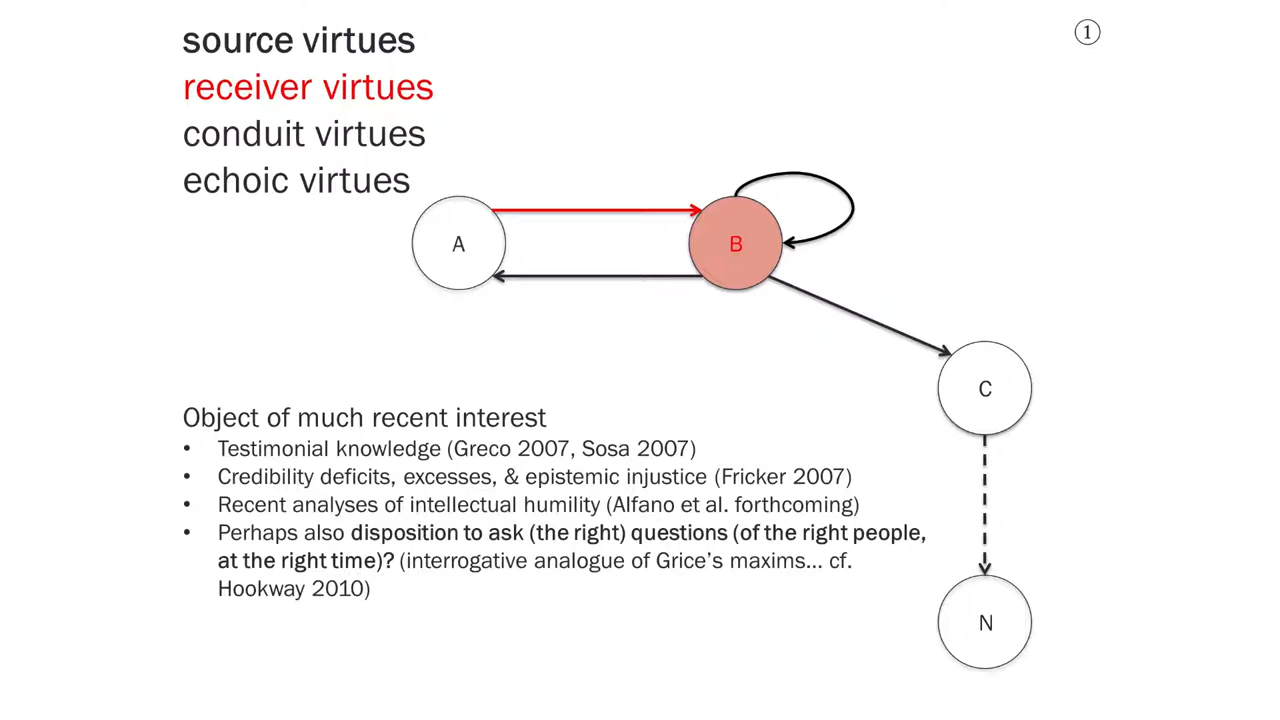 source virtues
①
receiver virtues
conduit virtues
echoic virtues
A
B
C
Object of much recent interest
• Testimonial knowledge (Greco 2007, Sosa 2007)
• Credibility deficits, excesses, & epistemic injustice (Fricker 2007)
• Recent analyses of intellectual humility (Alfano et al. forthcoming)
• Perhaps also disposition to ask (the right) questions (of the right people,
at the right time)? (interrogative analogue of Grice's maxims... cf.
Hookway 2010)
N